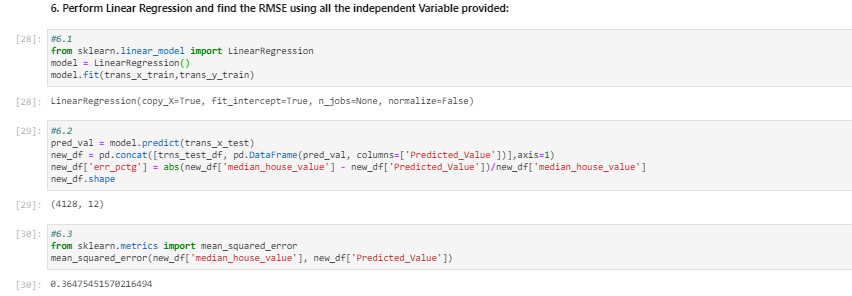 6. Perform Linear Regression and find the RMSE using all the independent Variable provided:
[28]: #6.1
from sklearn.linear_model import LinearRegression
model = LinearRegression()
model.fit(trans_x_train,trans_y_train)
[28]: LinearRegression(copy_X=True, fit_intercept=True, n_jobs=None, normalize=False)
[29]: #6.2
pred_val = model.predict(trans_x_test)
new_df = pd.concat([trns_test_df, pd.DataFrame(pred_val, columns=['Predicted_Value'])],axis=1)
new_df['err_pctg'] = abs(new_df['median_house_value'] - new_df['Predicted_Value'])/new_df['median_house_value']
new_df.shape
[29]: (4128, 12)
[30]: #6.3
from sklearn.metrics import mean_squared_error
mean_squared_error(new_df['median_house_value'], new_df['Predicted_Value'])
[30]: 0.36475451570216494